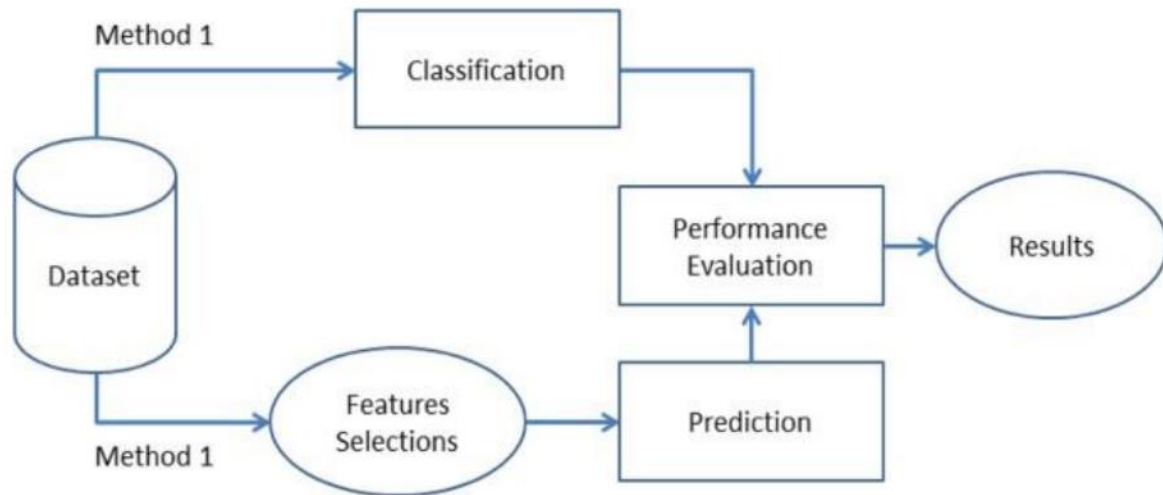 Method 1
Classification
Dataset
Performance
Evaluation
Results
Features
Selections
Prediction
Method 1